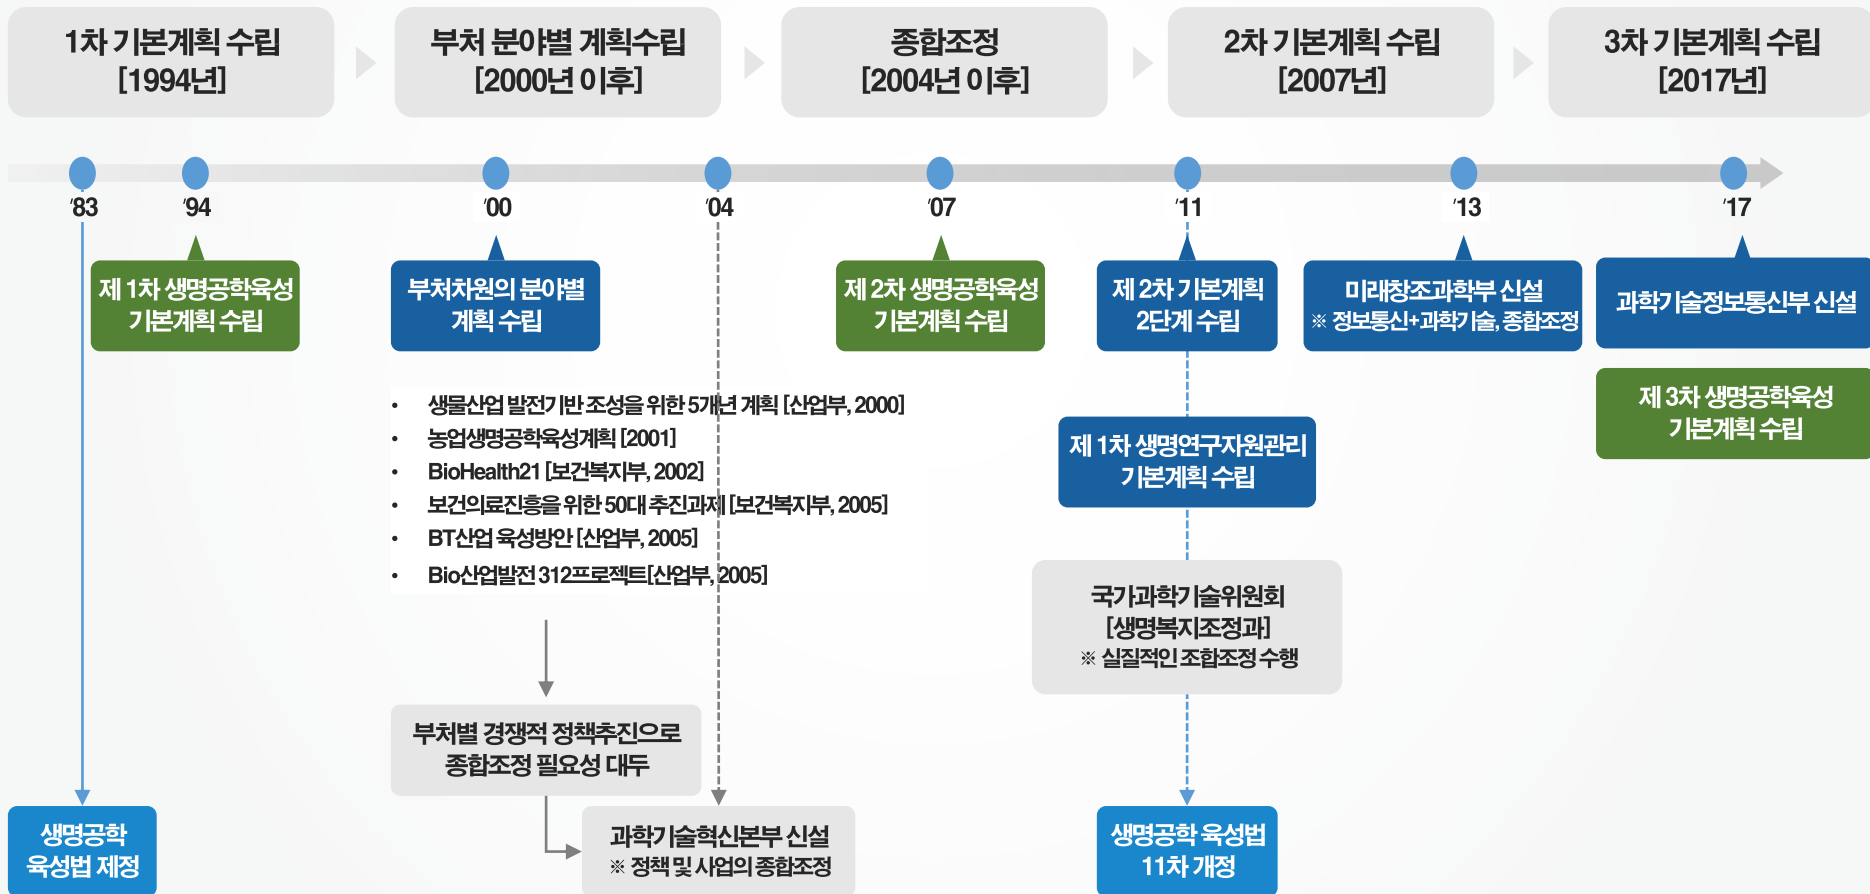 1차 기본계획 수립
[1994년]
부처 분야별 계획수립
[2000년 이후]
종합조정
[2004년 이후]
2차 기본계획 수립
[2007년]
3차 기본계획 수립
[2017년]
'83
'94
'00
'04
'07
'11
'13
'17
제 1차 생명공학육성
기본계획 수립
부처차원의 분야별
계획 수립
제 2차 생명공학육성
기본계획 수립
제 2차 기본계획
2단계 수립
미래창조과학부 신설
※ 정보통신+과학기술, 종합조정
과학기술정보통신부 신설
제 3차 생명공학육성
기본계획 수립
• 생물산업 발전기반 조성을 위한 5개년 계획 [산업부, 2000]
• 농업생명공학육성계획 [2001]
• BioHealth21 [보건복지부, 2002]
• 보건의료진흥을 위한 50대 추진과제 [보건복지부, 2005]
• BT산업 육성방안 [산업부, 2005]
• Bio산업발전 312프로젝트[산업부, 2005]
제 1차 생명연구자원관리
기본계획 수립
국가과학기술위원회
[생명복지조정과]
※ 실질적인 조합조정 수행
부처별 경쟁적 정책추진으로
종합조정 필요성 대두
생명공학
육성법 제정
과학기술혁신본부 신설
※ 정책 및 사업의 종합조정
생명공학 육성법
11차 개정